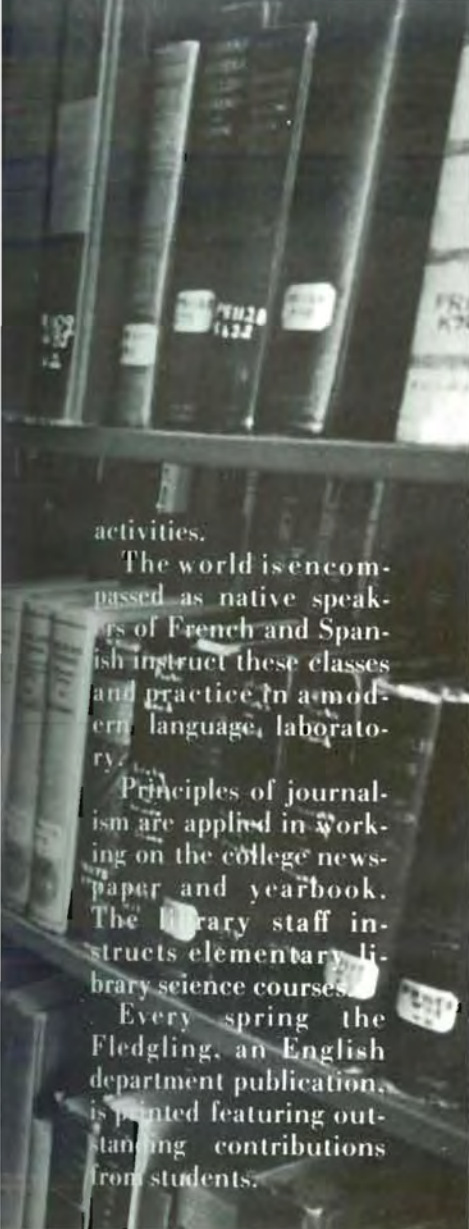 activities.
The world is encom-
passed as native speak-
ers of French and Span-
ish instruct these classes
and practice in a mod-
ern language laborato-
ry.
Principles of journal-
ism are applied in work-
ing on the college news-
paper and yearbook.
The library staff in-
structs elementary li-
brary science courses.
Every spring the
Fledgling, an English
department publication,
is printed featuring out-
standing contributions
from students.